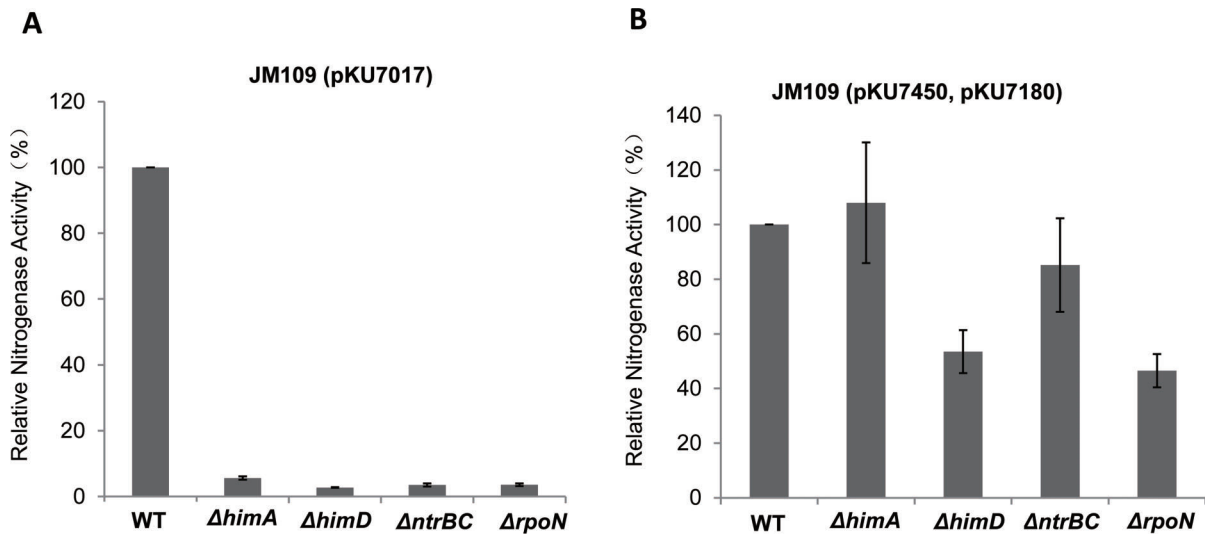 A
JM109 (pKU7017)
Relative Nitrogenase Activity（%）
120
100
80
60
40
20
0
WT
ΔhimA
ΔhimD
ΔntrBC
ΔrpoN
B
JM109 (pKU7450, pKU7180)
Relative Nitrogenase Activity（%）
140
120
100
80
60
40
20
0
WT
ΔhimA
ΔhimD
ΔntrBC
ΔrpoN